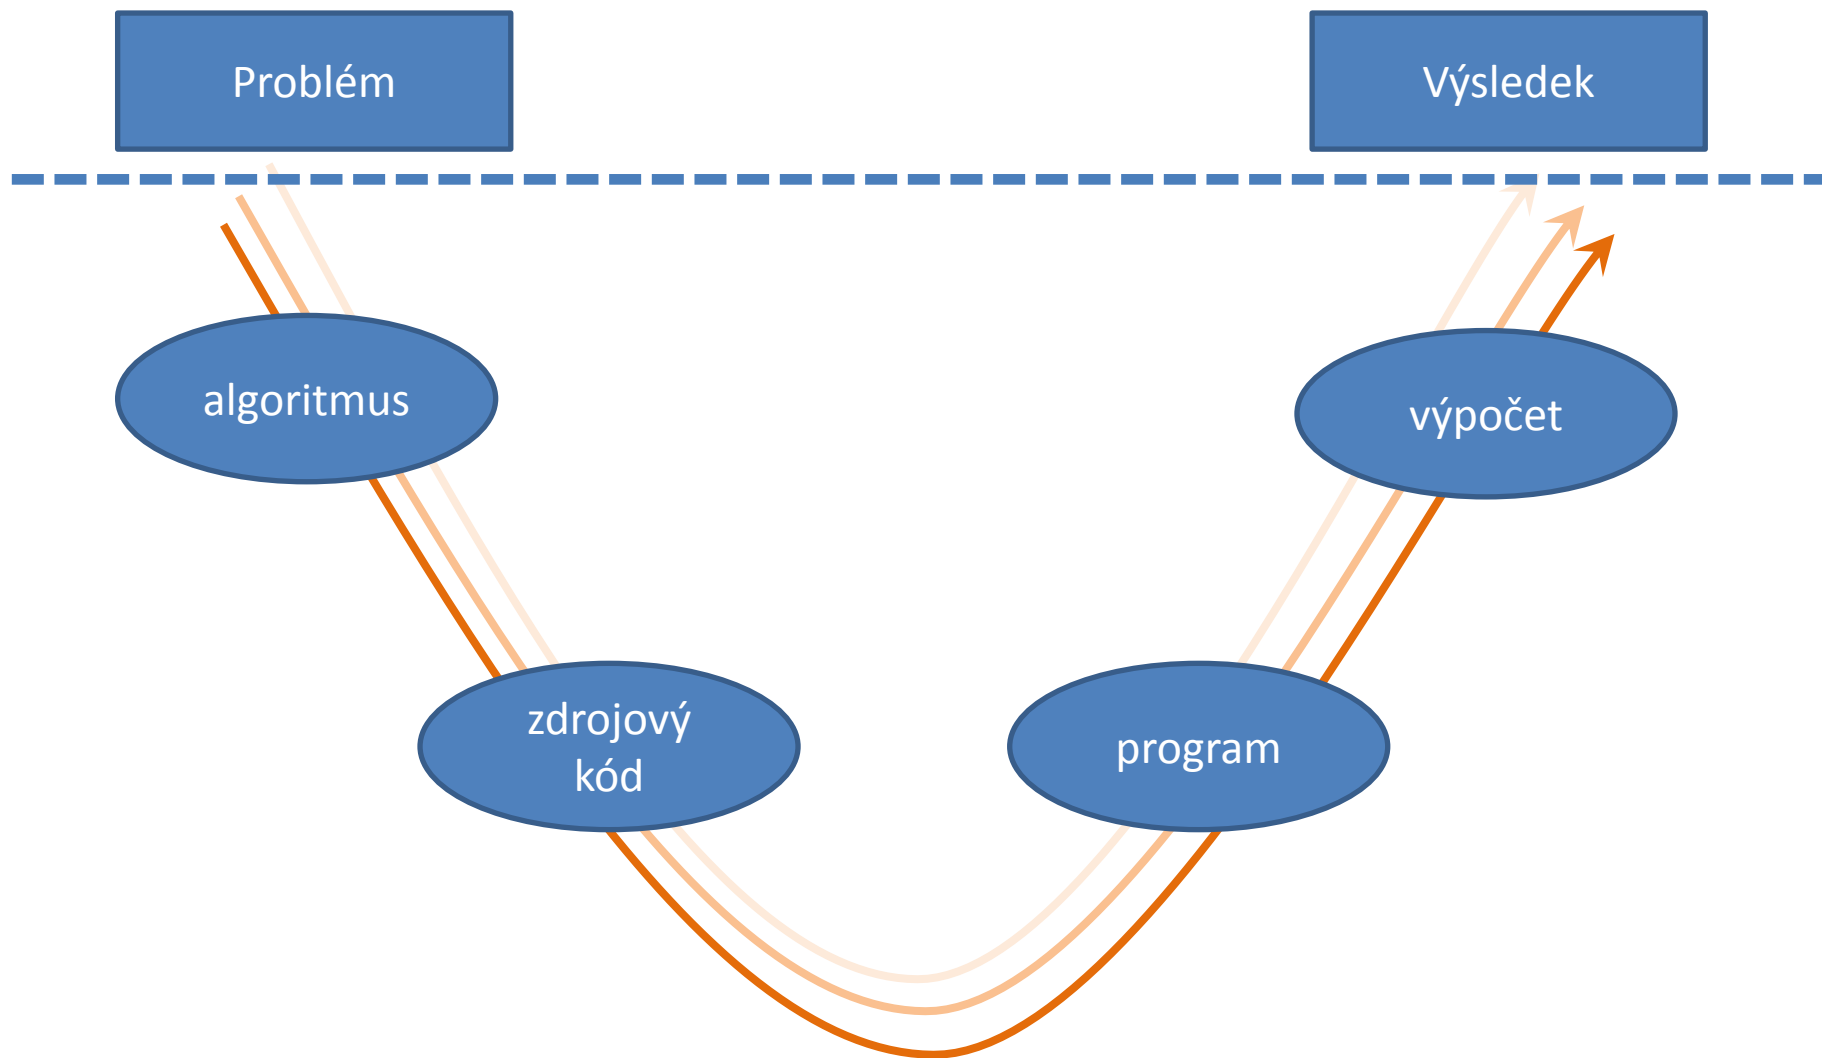 Problém
Výsledek
algoritmus
výpočet
zdrojový
kód
program